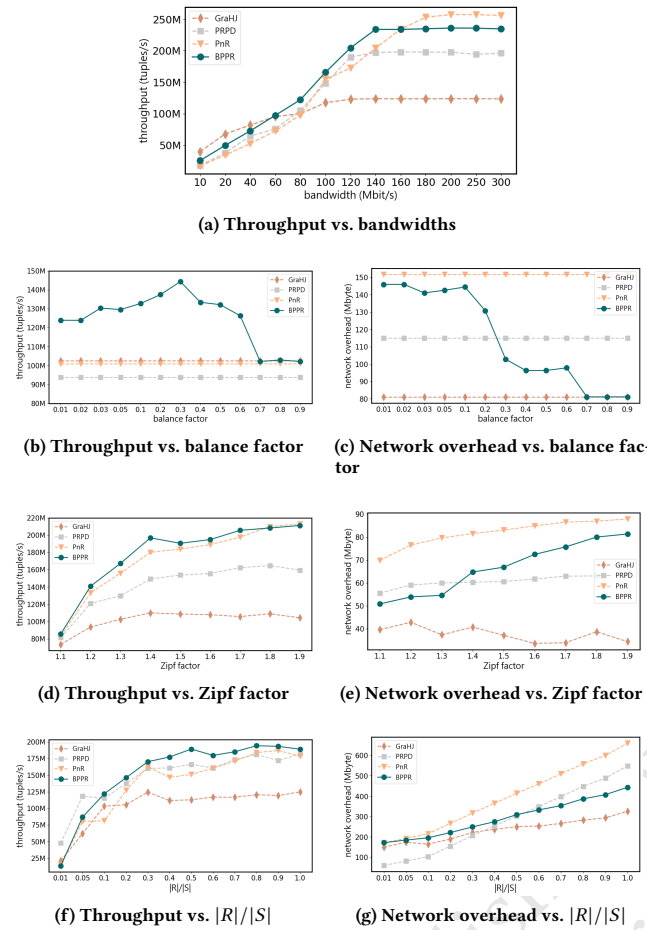 250M
200M
150M
100M
50M
throughput (tuples/s)
GraHJ
PRPD
PnR
BPPR
10 20 40 60 80 100 120 140 160 180 200 250 300
bandwidth (Mbit/s)
(a) Throughput vs. bandwidths
150M
140M
130M
120M
110M
100M
90M
80M
throughput (tuples/s)
GraHJ
PRPD
PnR
BPPR
0.01 0.02 0.03 0.05 0.1 0.2 0.3 0.4 0.5 0.6 0.7 0.8 0.9
balance factor
(b) Throughput vs. balance factor
150
140
130
120
110
100
90
80
network overhead (Mbyte)
GraHJ
PRPD
PnR
BPPR
0.01 0.02 0.03 0.05 0.1 0.2 0.3 0.4 0.5 0.6 0.7 0.8 0.9
balance factor
(c) Network overhead vs. balance fac-
tor
220M
200M
180M
160M
140M
120M
100M
80M
throughput (tuples/s)
GraHJ
PRPD
PnR
BPPR
1.1 1.2 1.3 1.4 1.5 1.6 1.7 1.8 1.9
Zipf factor
(d) Throughput vs. Zipf factor
90
80
70
60
50
40
network overhead (Mbyte)
GraHJ
PRPD
PnR
BPPR
1.1 1.2 1.3 1.4 1.5 1.6 1.7 1.8 1.9
Zipf factor
(e) Network overhead vs. Zipf factor
200M
175M
150M
125M
100M
75M
50M
25M
throughput (tuples/s)
GraHJ
PRPD
PnR
BPPR
0.01 0.05 0.1 0.2 0.3 0.4 0.5 0.6 0.7 0.8 0.9 1.0
|R|/|S|
(f) Throughput vs. |R|/|S|
600
500
400
300
200
100
0
network overhead (Mbyte)
GraHJ
PRPD
PnR
BPPR
0.01 0.05 0.1 0.2 0.3 0.4 0.5 0.6 0.7 0.8 0.9 1.0
|R|/|S|
(g) Network overhead vs. |R|/|S|